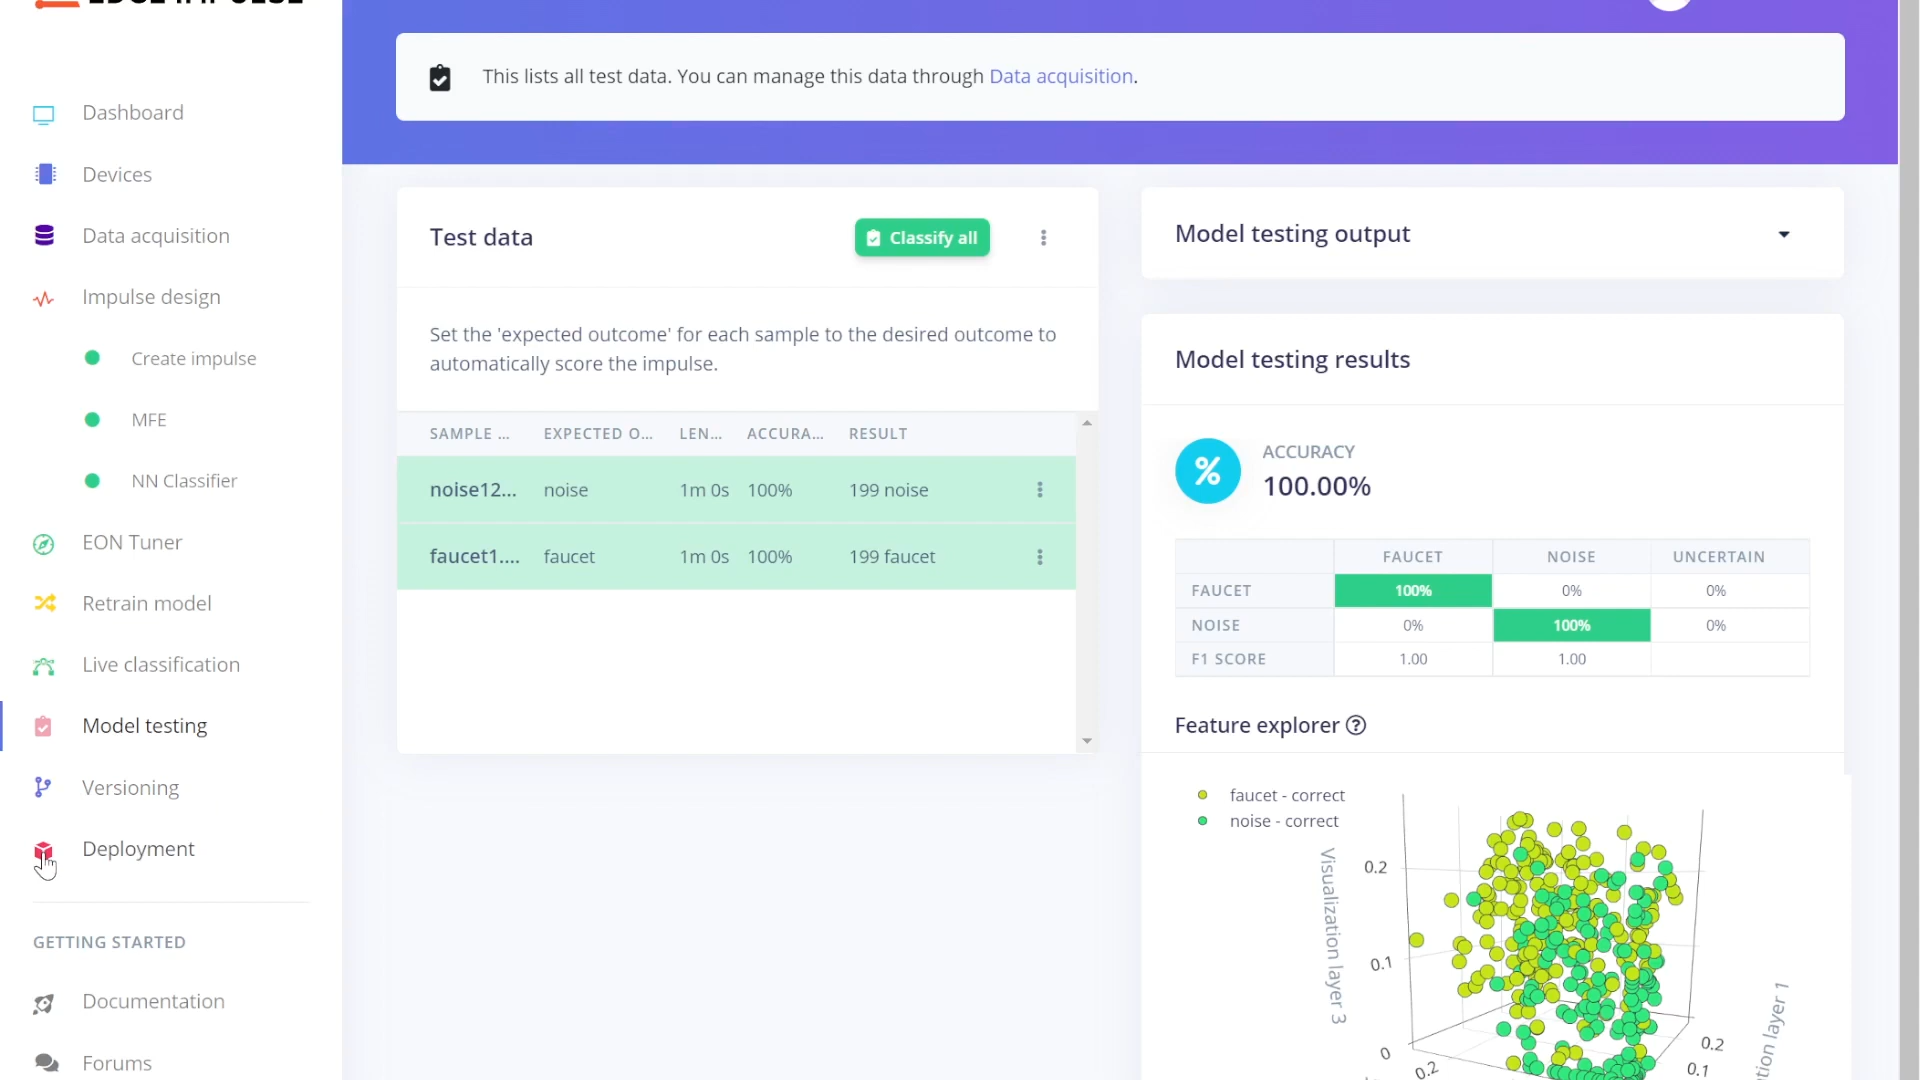 EDGE IMPULSE
This lists all test data. You can manage this data through Data acquisition.
Dashboard
Devices
Data acquisition
Impulse design
Create impulse
MFE
NN Classifier
EON Tuner
Retrain model
Live classification
Model testing
Versioning
Deployment
GETTING STARTED
Documentation
Forums
Test data
Classify all
Set the 'expected outcome' for each sample to the desired outcome to
automatically score the impulse.
SAMPLE ... EXPECTED O... LEN... ACCURA... RESULT
noise12... noise 1m 0s 100% 199 noise
faucet1.... faucet 1m 0s 100% 199 faucet
Model testing output
Model testing results
%
ACCURACY
100.00%
FAUCET NOISE UNCERTAIN
FAUCET 100% 0% 0%
NOISE 0% 100% 0%
F1 SCORE 1.00 1.00
Feature explorer ?
faucet - correct
noise - correct
Visualization layer 3
0.2
0.1
0
0.2
0.2
0.1
layer 1